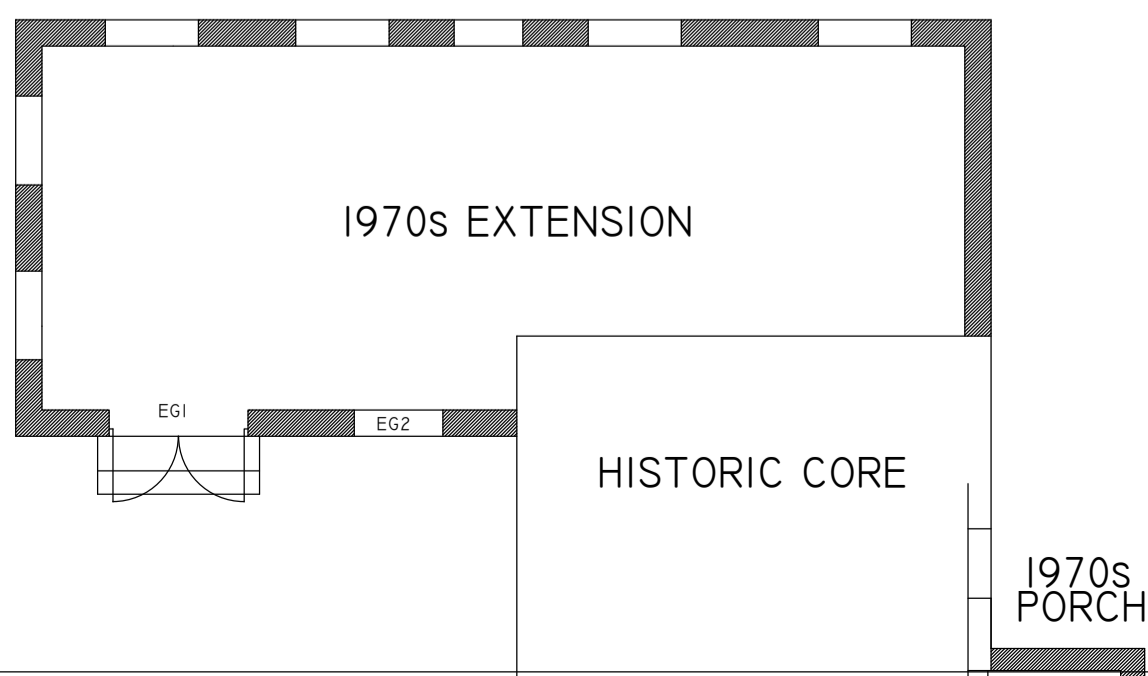 1970s EXTENSION
EG1
EG2
HISTORIC CORE
1970s
PORCH